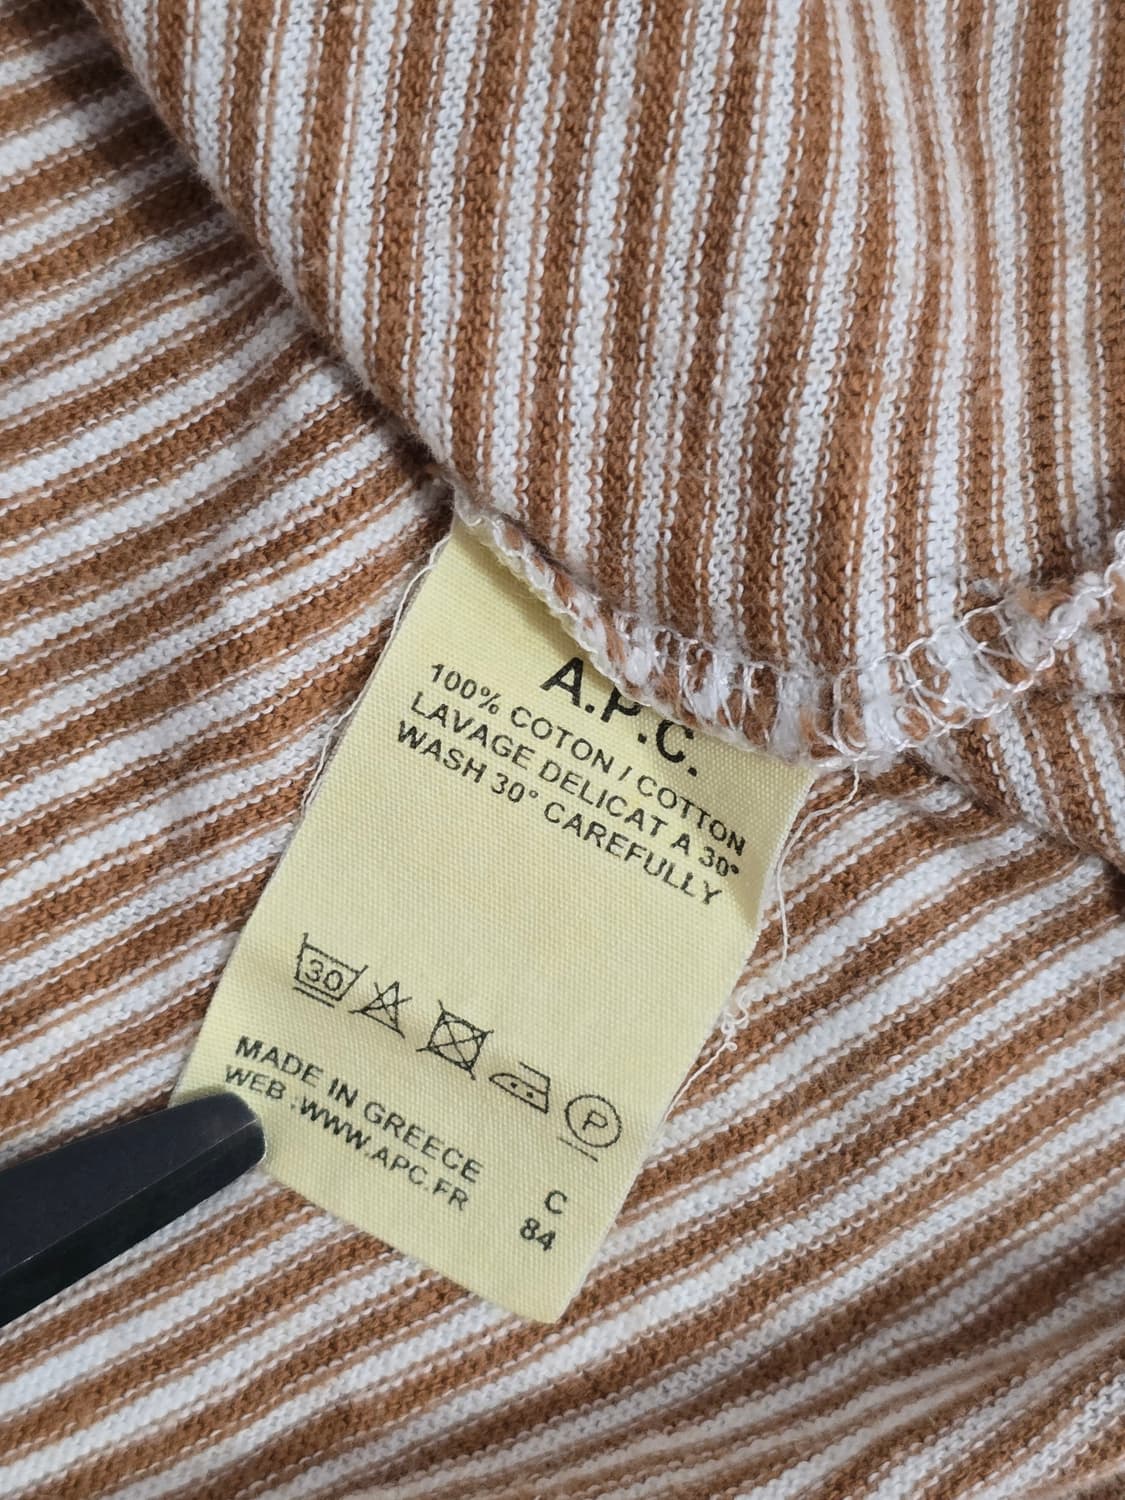 A.P.C.
100% COTON / COTTON
LAVAGE DELICAT A 30°
WASH 30° CAREFULLY
30
P
MADE IN GREECE
WEB :WWW.APC.FR
C
84